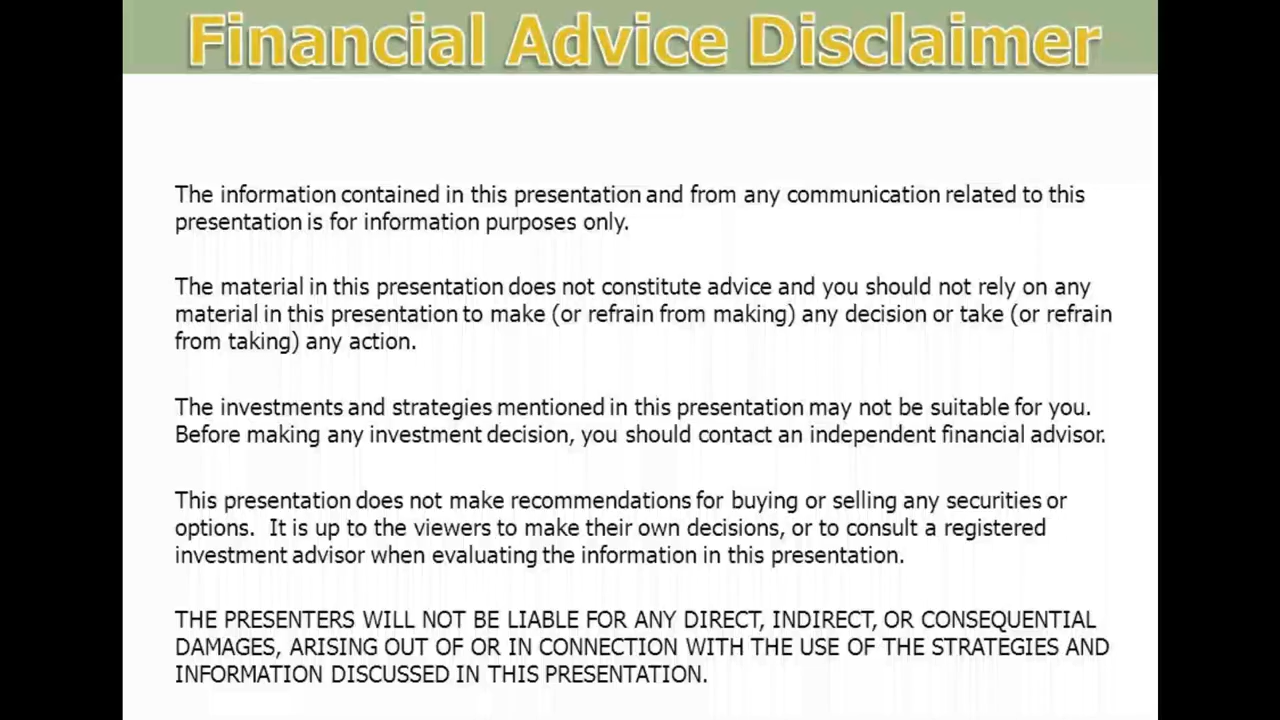 Financial Advice Disclaimer
The information contained in this presentation and from any communication related to this
presentation is for information purposes only.
The material in this presentation does not constitute advice and you should not rely on any
material in this presentation to make (or refrain from making) any decision or take (or refrain
from taking) any action.
The investments and strategies mentioned in this presentation may not be suitable for you.
Before making any investment decision, you should contact an independent financial advisor.
This presentation does not make recommendations for buying or selling any securities or
options.  It is up to the viewers to make their own decisions, or to consult a registered
investment advisor when evaluating the information in this presentation.
THE PRESENTERS WILL NOT BE LIABLE FOR ANY DIRECT, INDIRECT, OR CONSEQUENTIAL
DAMAGES, ARISING OUT OF OR IN CONNECTION WITH THE USE OF THE STRATEGIES AND
INFORMATION DISCUSSED IN THIS PRESENTATION.